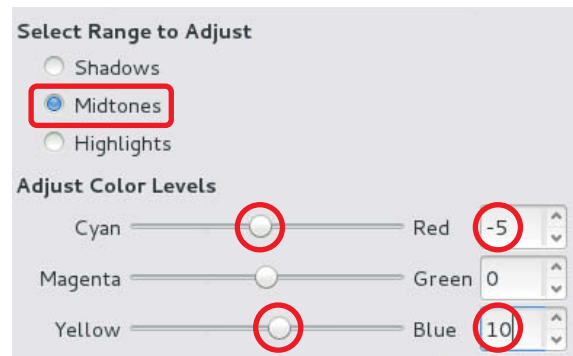 Select Range to Adjust
Shadows
Midtones
Highlights
Adjust Color Levels
Cyan Red -5
Magenta Green 0
Yellow Blue 10